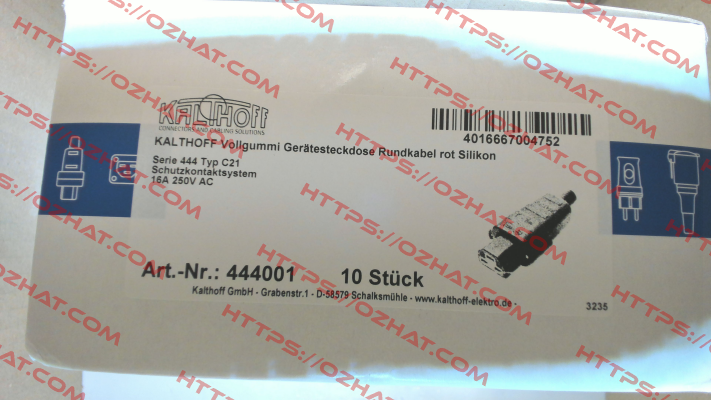 KALTHOFF
CONNECTORS AND CABLING SOLUTIONS
4016667004752
KALTHOFF Vollgummi Gerätesteckdose Rundkabel rot Silikon
Serie 444 Typ C21
Schutzkontaktsystem
16A 250V AC
Art.-Nr.: 444001 10 Stück
Kalthoff GmbH - Grabenstr.1 - D-58579 Schalksmühle - www.kalthoff-elektro.de
3235
HTTPS://OZHAT.COM